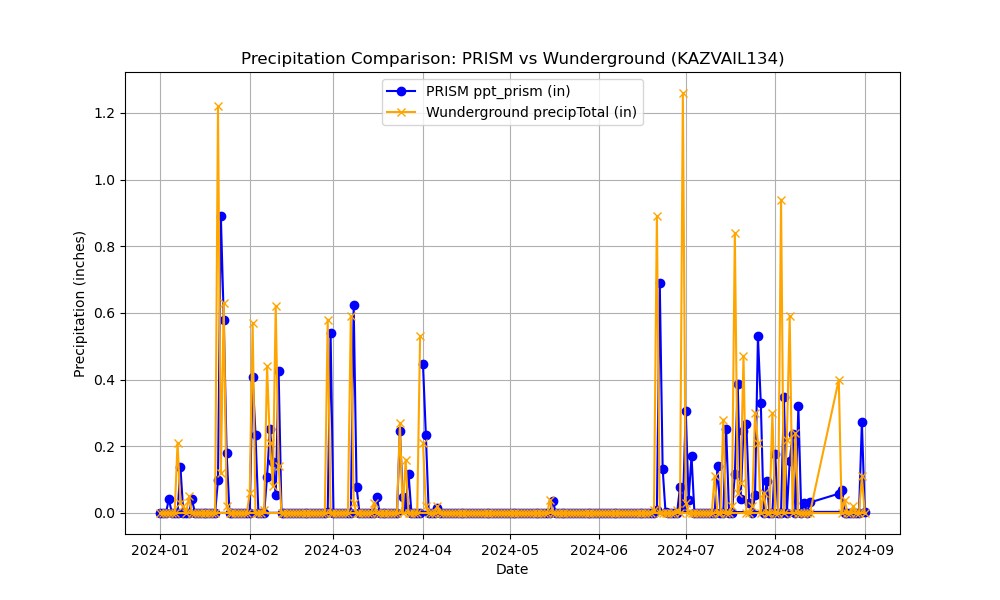 Precipitation Comparison: PRISM vs Wunderground (KAZVAIL134)
PRISM ppt_prism (in)
Wunderground precipTotal (in)
Precipitation (inches)
1.2
1.0
0.8
0.6
0.4
0.2
0.0
2024-01 2024-02 2024-03 2024-04 2024-05 2024-06 2024-07 2024-08 2024-09
Date